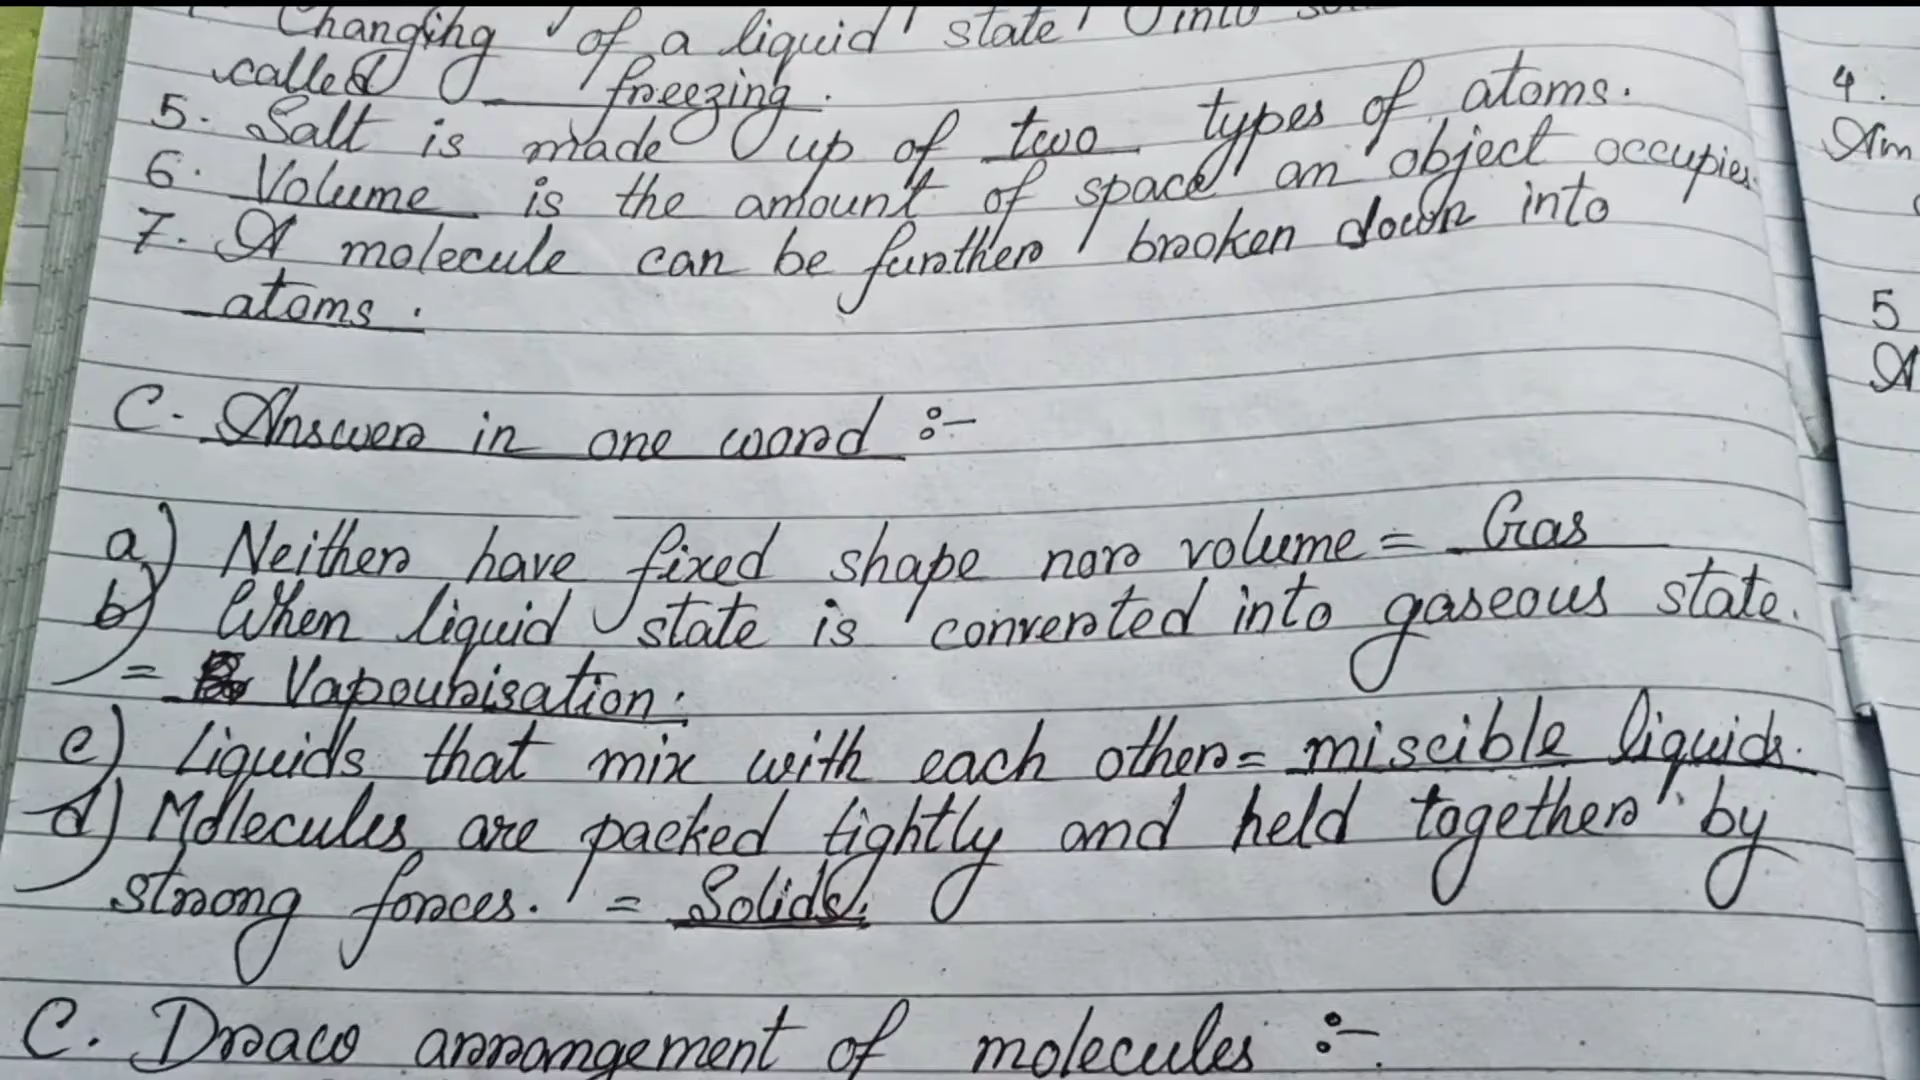 Changing of a liquid state into
called freezing.
5. Salt is made up of two types of atoms.
6. Volume is the amount of space an object occupies
7. A molecule can be further broken down into
atoms.
C. Answer in one word :-
a) Neither have fixed shape nor volume = Gas
b) When liquid state is converted into gaseous state.
= Vapourisation.
c) Liquids that mix with each other = miscible liquids.
d) Molecules are packed tightly and held together by
strong forces. = Solids.
C. Draw arrangement of molecules :-
4.
5
A